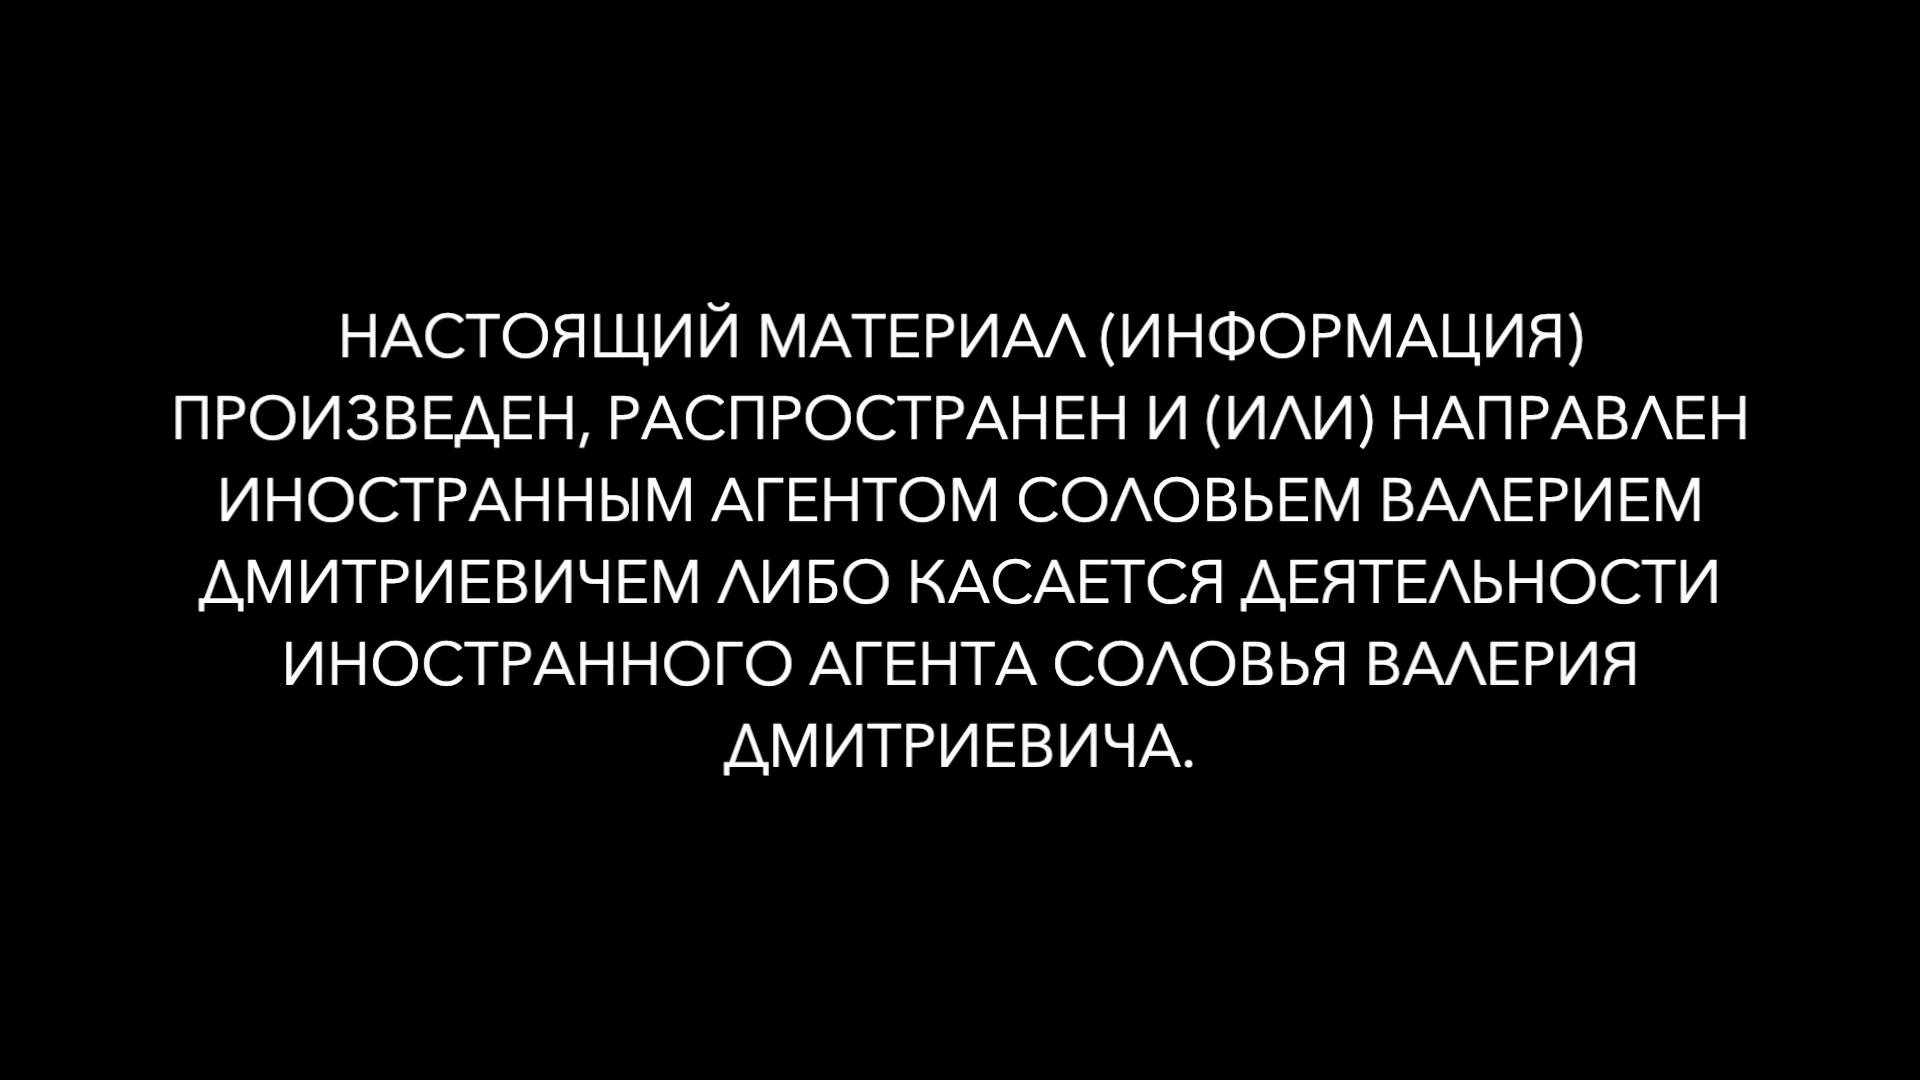 НАСТОЯЩИЙ МАТЕРИАЛ (ИНФОРМАЦИЯ)
ПРОИЗВЕДЕН, РАСПРОСТРАНЕН И (ИЛИ) НАПРАВЛЕН
ИНОСТРАННЫМ АГЕНТОМ СОЛОВЬЕМ ВАЛЕРИЕМ
ДМИТРИЕВИЧЕМ ЛИБО КАСАЕТСЯ ДЕЯТЕЛЬНОСТИ
ИНОСТРАННОГО АГЕНТА СОЛОВЬЯ ВАЛЕРИЯ
ДМИТРИЕВИЧА.